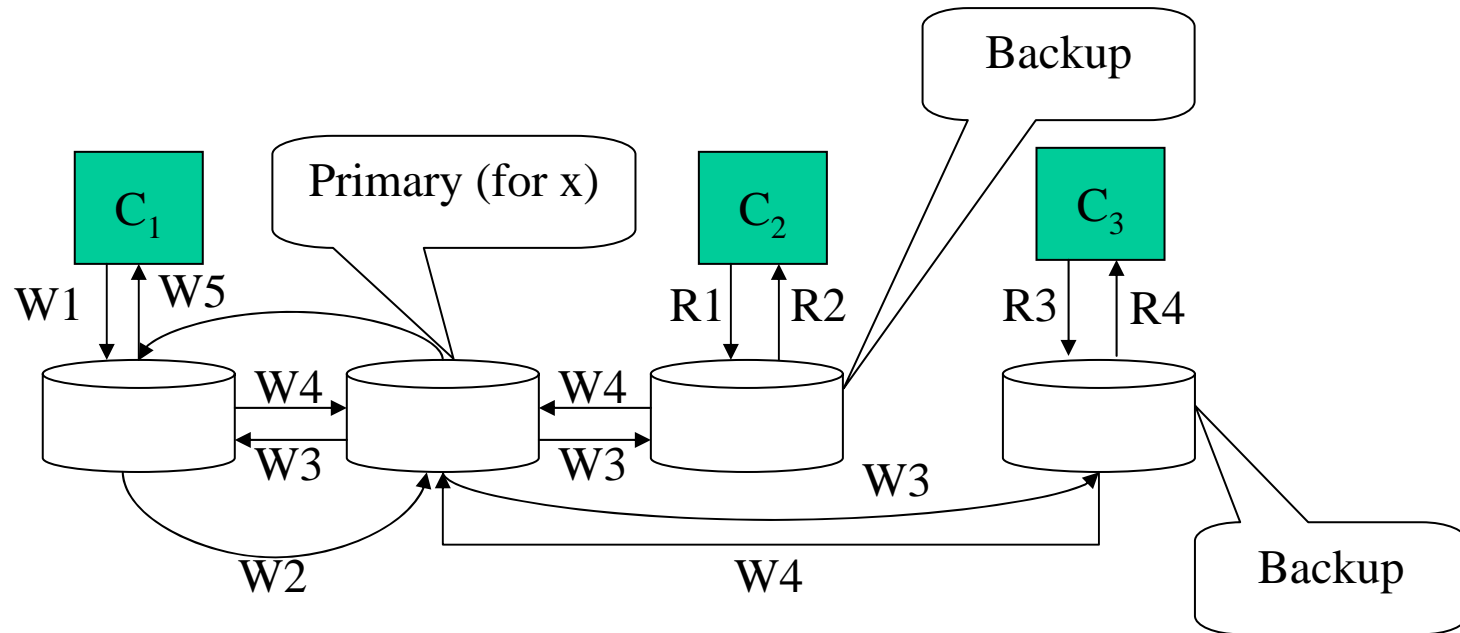 Backup
Primary (for x)
C₁
C₂
C₃
W1
W5
R1
R2
R3
R4
W4
W4
W3
W3
W3
W2
W4
Backup